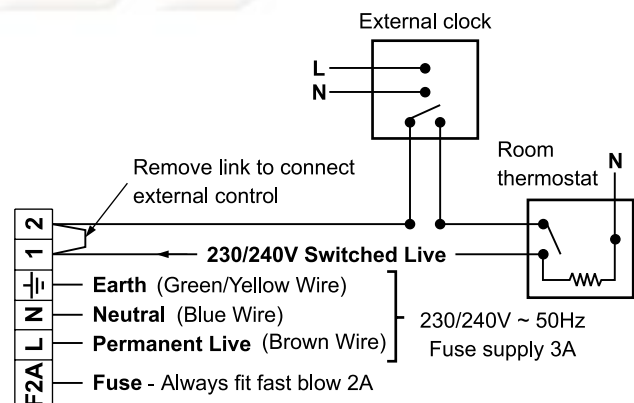 External clock
L
N
Room
thermostat
N
Remove link to connect
external control
2
1
230/240V Switched Live
Earth (Green/Yellow Wire)
N
Neutral (Blue Wire)
L
Permanent Live (Brown Wire)
230/240V ~ 50Hz
Fuse supply 3A
F2A
Fuse - Always fit fast blow 2A